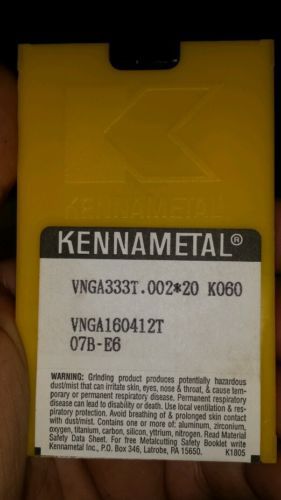 KENNAMETAL
KENNAMETAL®
VNGA333T.002*20 K060
VNGA160412T
07B-E6
WARNING: Grinding product produces potentially hazardous
dust/mist that can irritate skin, eyes, nose & throat, & cause tem-
porary or permanent respiratory disease. Permanent respiratory
disease can lead to disability or death. Use local ventilation & res-
piratory protection. Avoid breathing of & prolonged skin contact
with dust/mist. Contains one or more of: aluminum, zirconium,
oxygen, titanium, carbon, silicon, yttrium, nitrogen. Read Material
Safety Data Sheet. For free Metalcutting Safety Booklet write
Kennametal Inc., P.O. Box 346, Latrobe, PA 15650. K1805